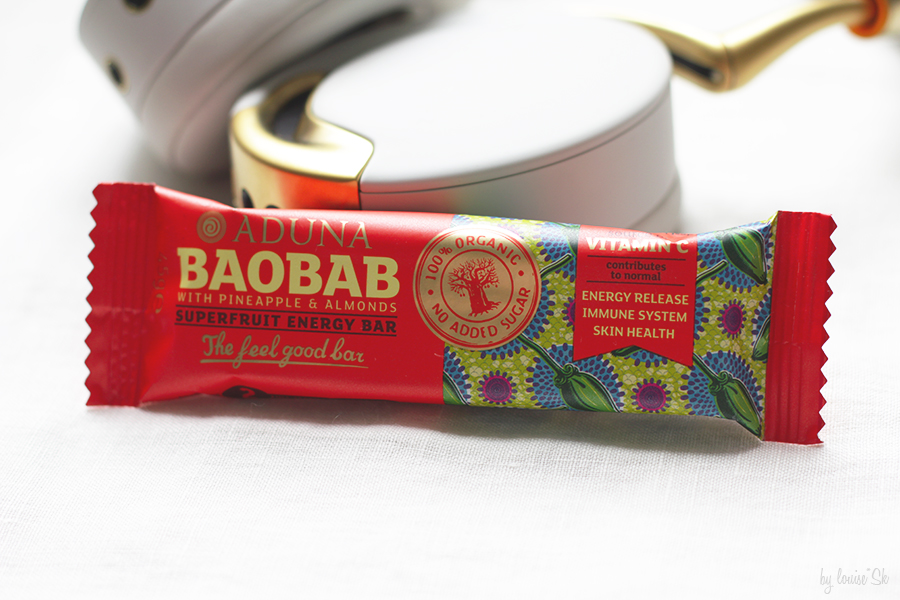 ADUNA
BAOBAB
WITH PINEAPPLE & ALMONDS
SUPERFRUIT ENERGY BAR
The feel good bar
100% ORGANIC
NO ADDED SUGAR
VITAMIN C
contributes
to normal
ENERGY RELEASE
IMMUNE SYSTEM
SKIN HEALTH
by louise*Sk